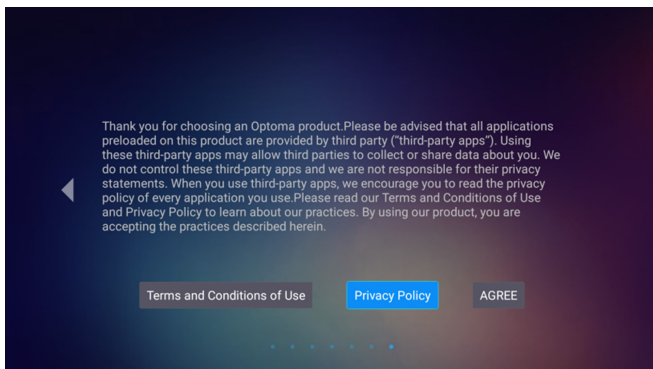 Thank you for choosing an Optoma product.Please be advised that all applications
preloaded on this product are provided by third party ("third-party apps"). Using
these third-party apps may allow third parties to collect or share data about you. We
do not control these third-party apps and we are not responsible for their privacy
statements. When you use third-party apps, we encourage you to read the privacy
policy of every application you use.Please read our Terms and Conditions of Use
and Privacy Policy to learn about our practices. By using our product, you are
accepting the practices described herein.
Terms and Conditions of Use Privacy Policy AGREE